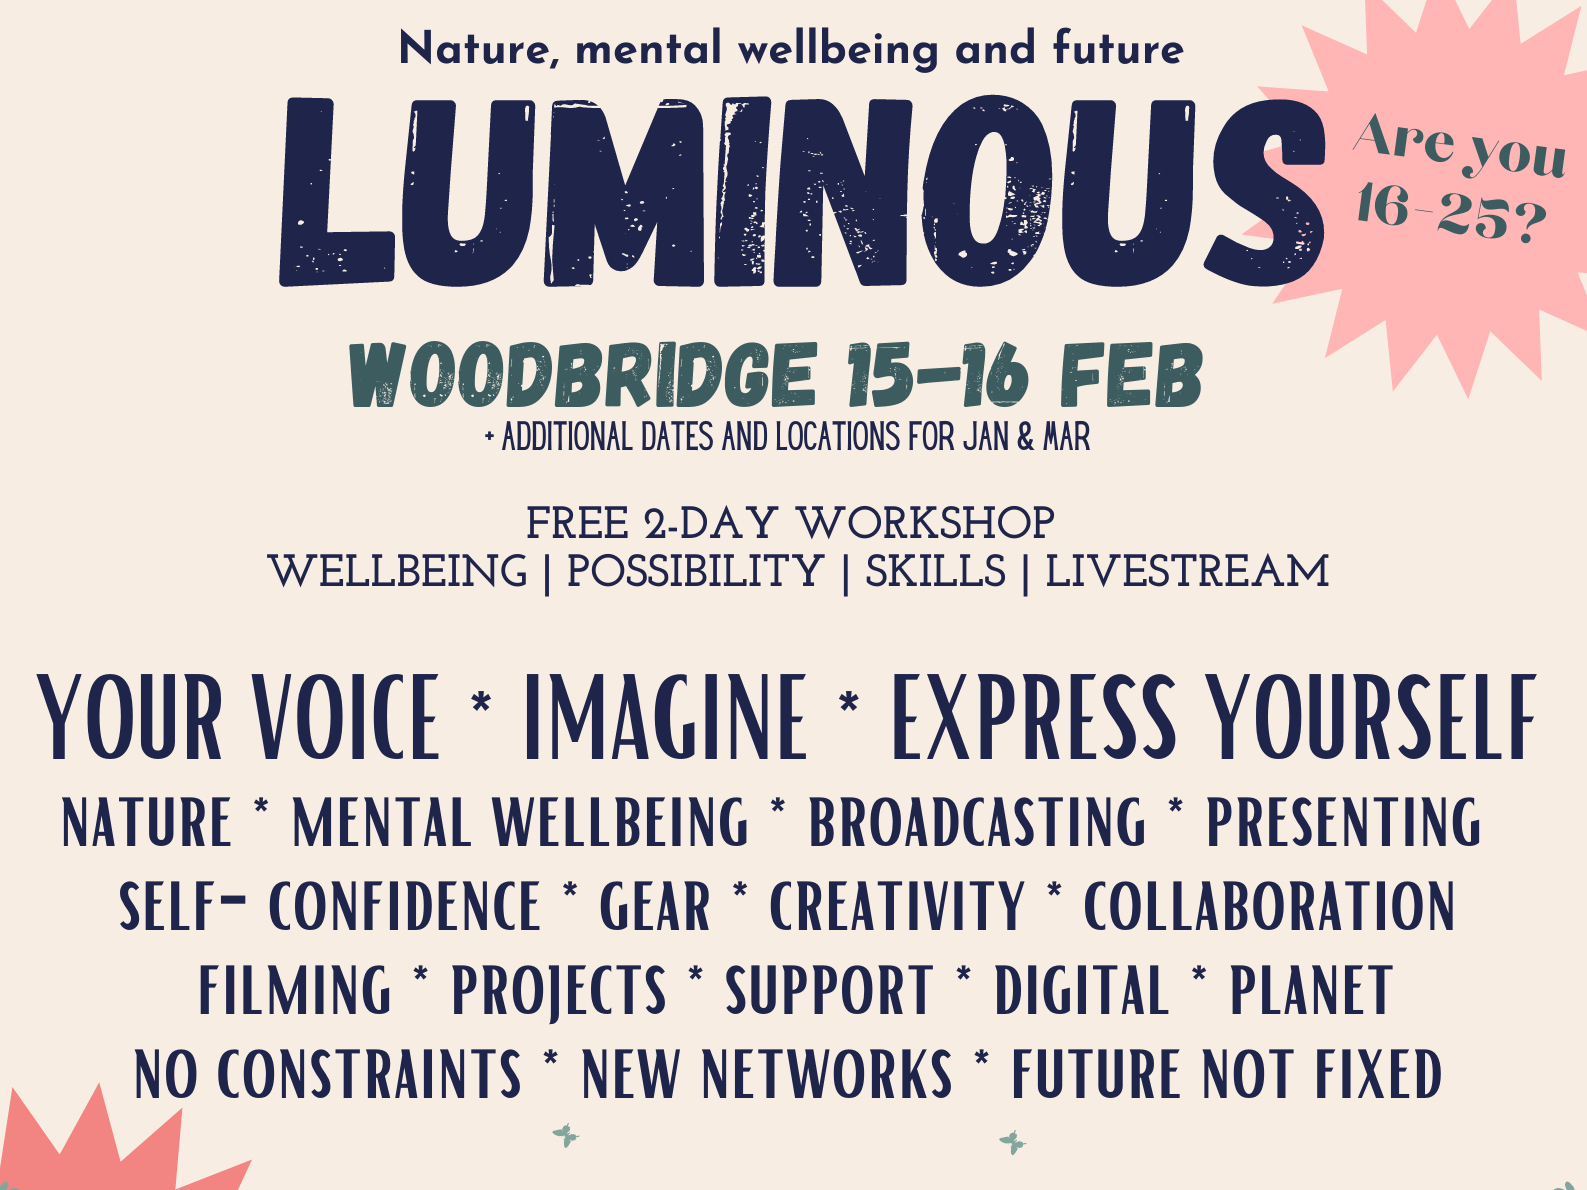 Nature, mental wellbeing and future
LUMINOUS
Are you
16-25?
WOODBRIDGE 15-16 FEB
+ ADDITIONAL DATES AND LOCATIONS FOR JAN & MAR
FREE 2-DAY WORKSHOP
WELLBEING | POSSIBILITY | SKILLS | LIVESTREAM
YOUR VOICE * IMAGINE * EXPRESS YOURSELF
NATURE * MENTAL WELLBEING * BROADCASTING * PRESENTING
SELF- CONFIDENCE * GEAR * CREATIVITY * COLLABORATION
FILMING * PROJECTS * SUPPORT * DIGITAL * PLANET
NO CONSTRAINTS * NEW NETWORKS * FUTURE NOT FIXED